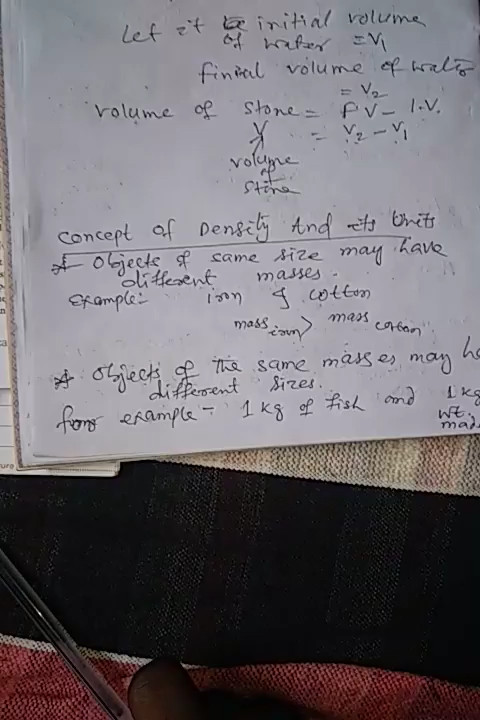 Let it be initial volume
of water = V1
finial volume of water
= V2
volume of stone = F V - I.V.
V = V2 - V1
volume
of
stone
Concept of Density And its Units
* Objects of same size may have
different masses.
Example:- iron & cotton
mass iron > mass cotton
* Objects of the same masses may
different sizes.
for example - 1 kg of fish and 1 kg
wt.